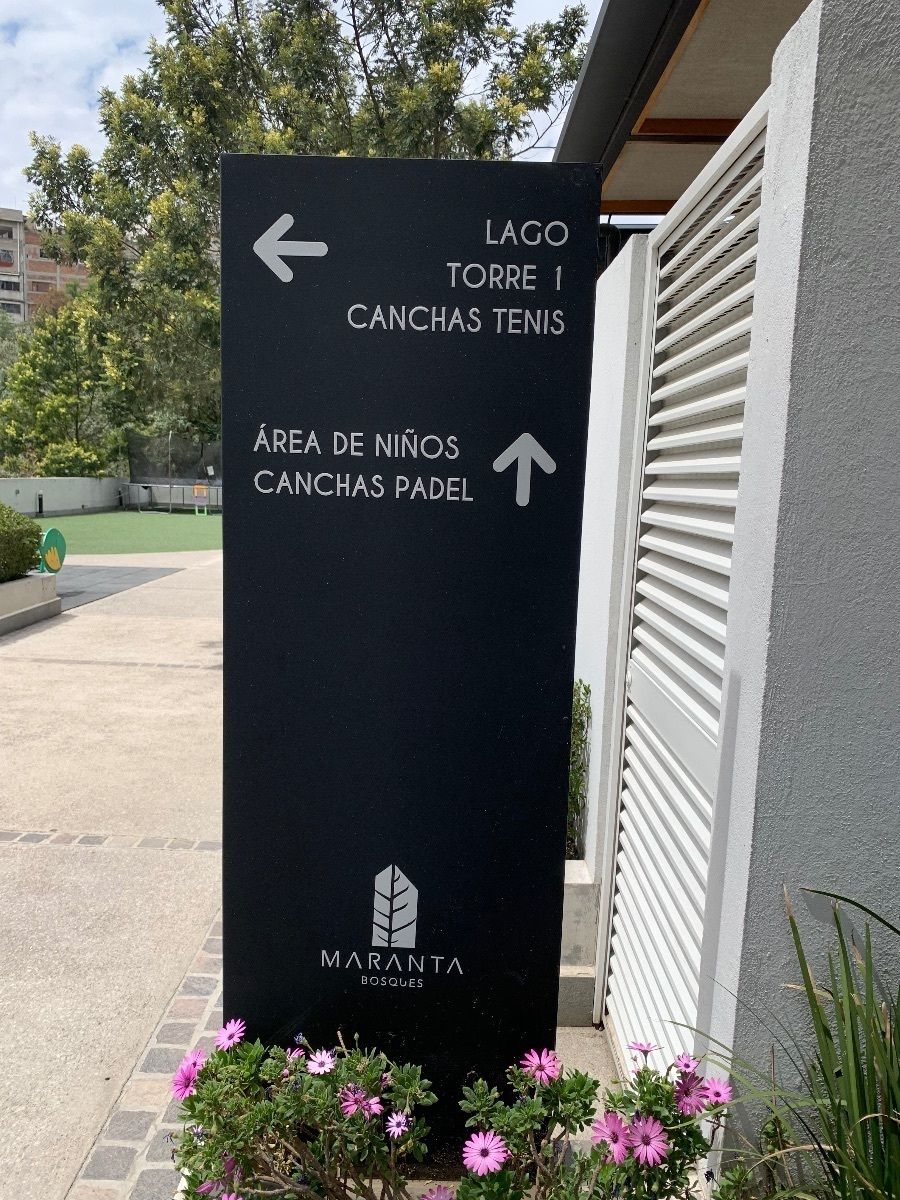 LAGO
TORRE 1
CANCHAS TENIS
ÁREA DE NIÑOS
CANCHAS PADEL
MARANTA
BOSQUES